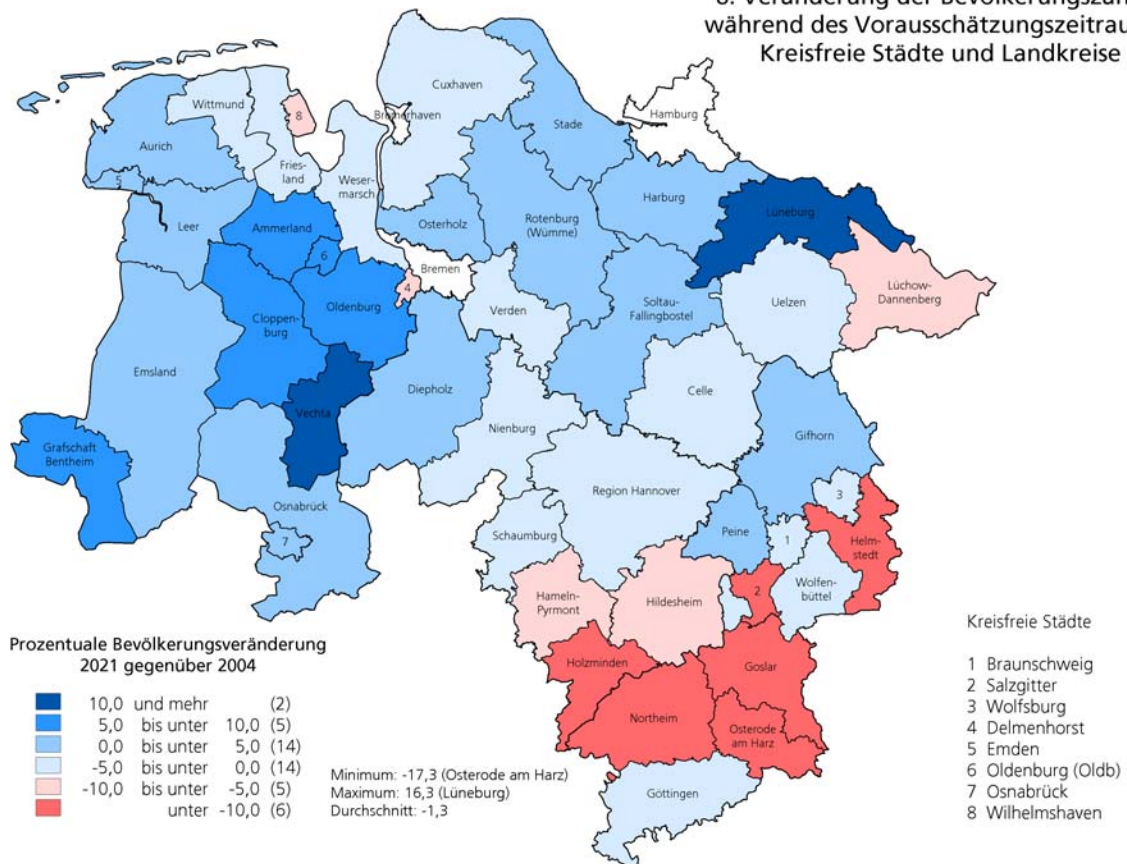 8. Veränderung der Bevölkerungszahl
während des Vorausschätzungszeitrau
Kreisfreie Städte und Landkreise
Cuxhaven
Wittmund
8
Bremerhaven
Stade
Hamburg
Aurich
Fries-
land
Weser-
marsch
5
Leer
Ammerland
Osterholz
Rotenburg
(Wümme)
Harburg
Lüneburg
6
Bremen
Lüchow-
Dannenberg
4
Oldenburg
Verden
Soltau-
Fallingbostel
Uelzen
Cloppen-
burg
Emsland
Diepholz
Celle
Vechta
Nienburg
Gifhorn
Grafschaft
Bentheim
Region Hannover
3
Osnabrück
Schaumburg
Peine
1
Helm-
stedt
7
Wolfen-
büttel
2
Hameln-
Pyrmont
Hildesheim
Holzminden
Goslar
Northeim
Osterode
am Harz
Göttingen
Prozentuale Bevölkerungsveränderung
2021 gegenüber 2004
10,0 und mehr (2)
5,0 bis unter 10,0 (5)
0,0 bis unter 5,0 (14)
-5,0 bis unter 0,0 (14)
-10,0 bis unter -5,0 (5)
unter -10,0 (6)
Minimum: -17,3 (Osterode am Harz)
Maximum: 16,3 (Lüneburg)
Durchschnitt: -1,3
Kreisfreie Städte
1 Braunschweig
2 Salzgitter
3 Wolfsburg
4 Delmenhorst
5 Emden
6 Oldenburg (Oldb)
7 Osnabrück
8 Wilhelmshaven